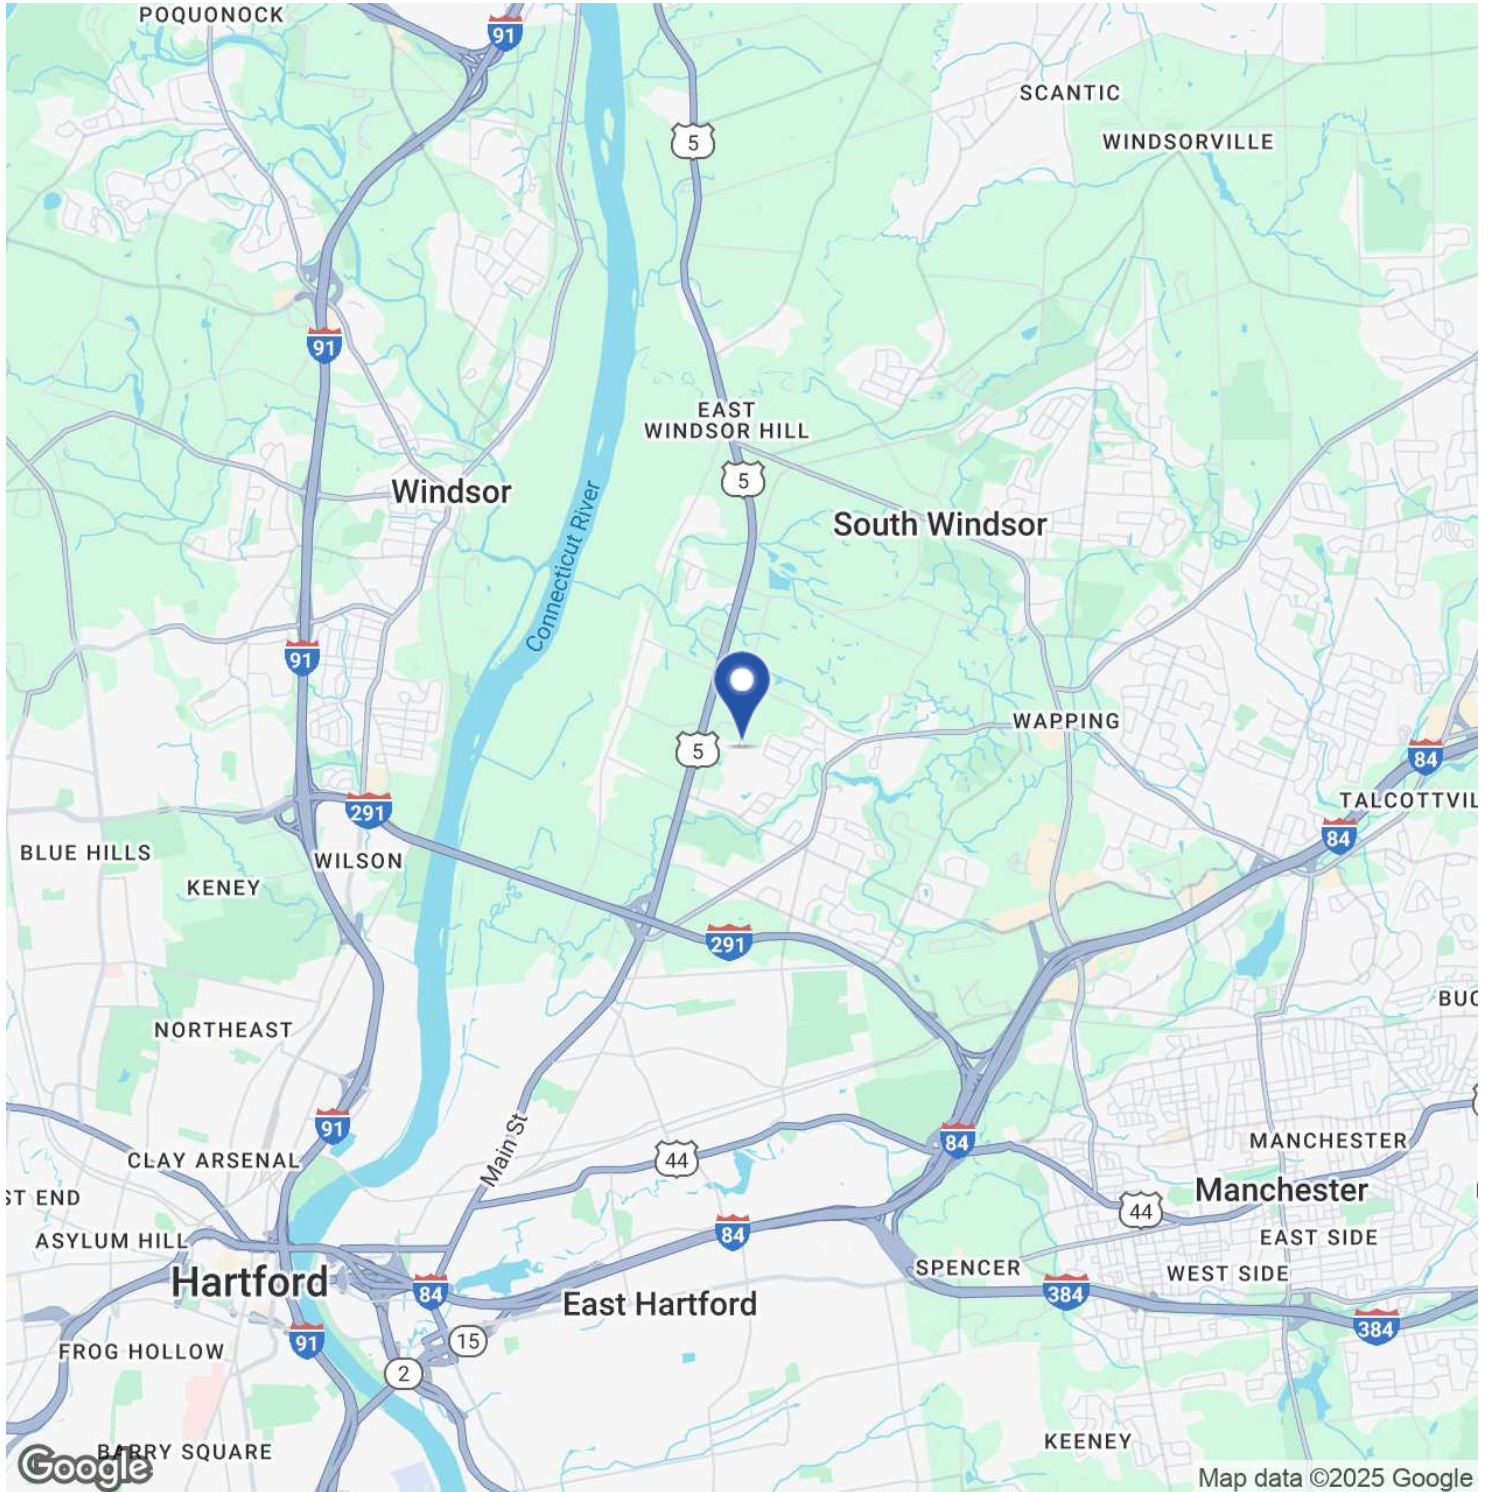 POQUONOCK
91
5
SCANTIC
WINDSORVILLE
91
EAST
WINDSOR HILL
5
Windsor
South Windsor
Connecticut River
91
WAPPING
5
84
291
TALCOTTVIL
84
BLUE HILLS
WILSON
KENEY
291
BUC
NORTHEAST
91
Main St
84
MANCHESTER
CLAY ARSENAL
44
ST END
Manchester
44
ASYLUM HILL
84
EAST SIDE
SPENCER
WEST SIDE
Hartford
84
384
East Hartford
91
15
384
FROG HOLLOW
2
KEENEY
BARRY SQUARE
Google
Map data ©2025 Google